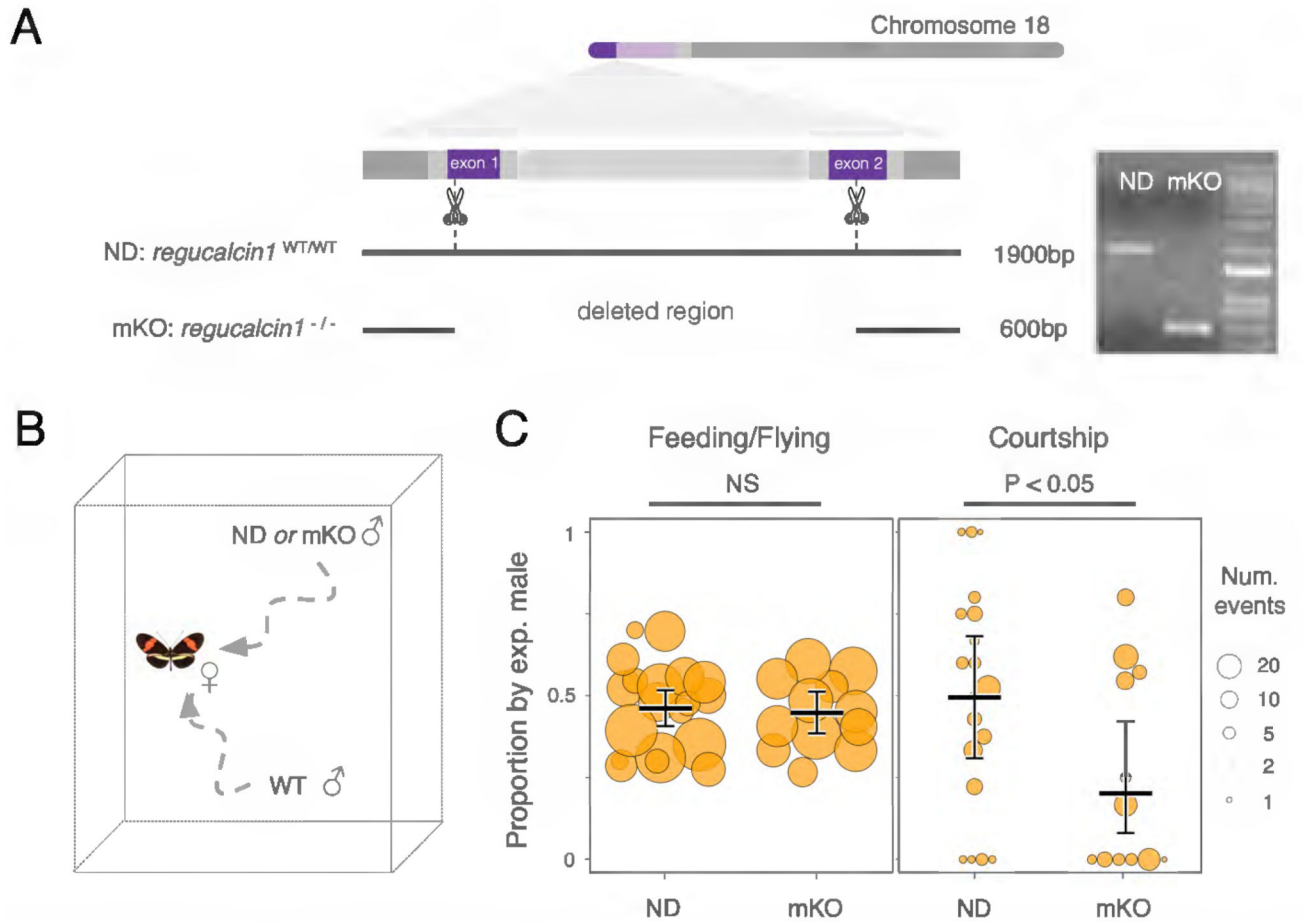 A
Chromosome 18
exon 1
exon 2
ND mKO
ND: regucalcin1 WT/WT
1900bp
deleted region
mKO: regucalcin1 -/-
600bp
B
ND or mKO ♂
♀
WT ♂
C
Feeding/Flying
Courtship
NS
P < 0.05
Proportion by exp. male
1
0.5
0
ND
mKO
ND
mKO
Num.
events
20
10
5
2
1